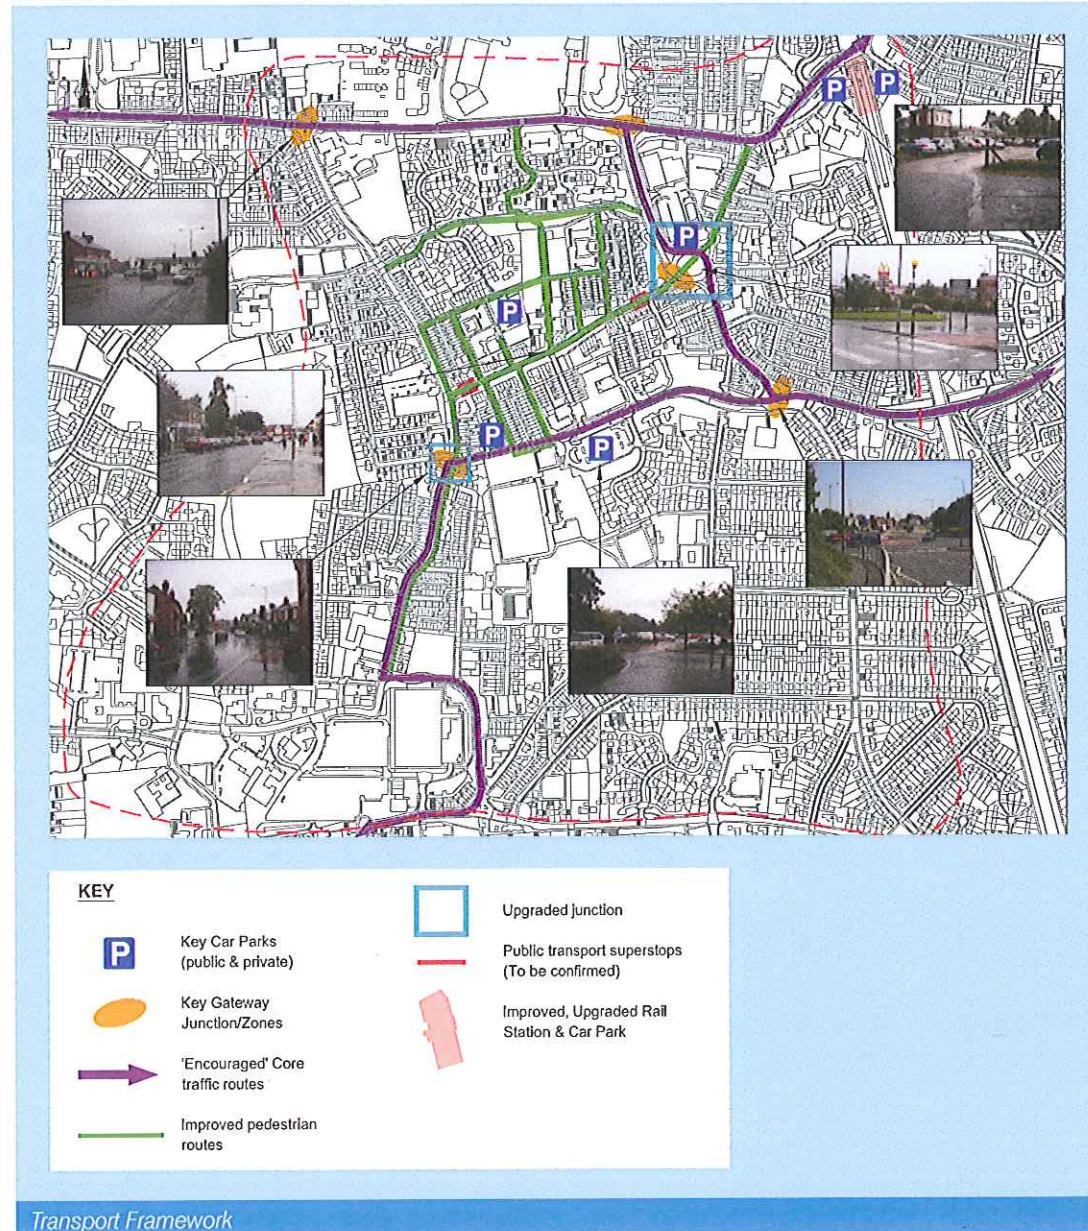 P
P
P
P
P
P
KEY
P
Key Car Parks
(public & private)
Key Gateway
Junction/Zones
'Encouraged' Core
traffic routes
Improved pedestrian
routes
Upgraded junction
Public transport superstops
(To be confirmed)
Improved, Upgraded Rail
Station & Car Park
Transport Framework